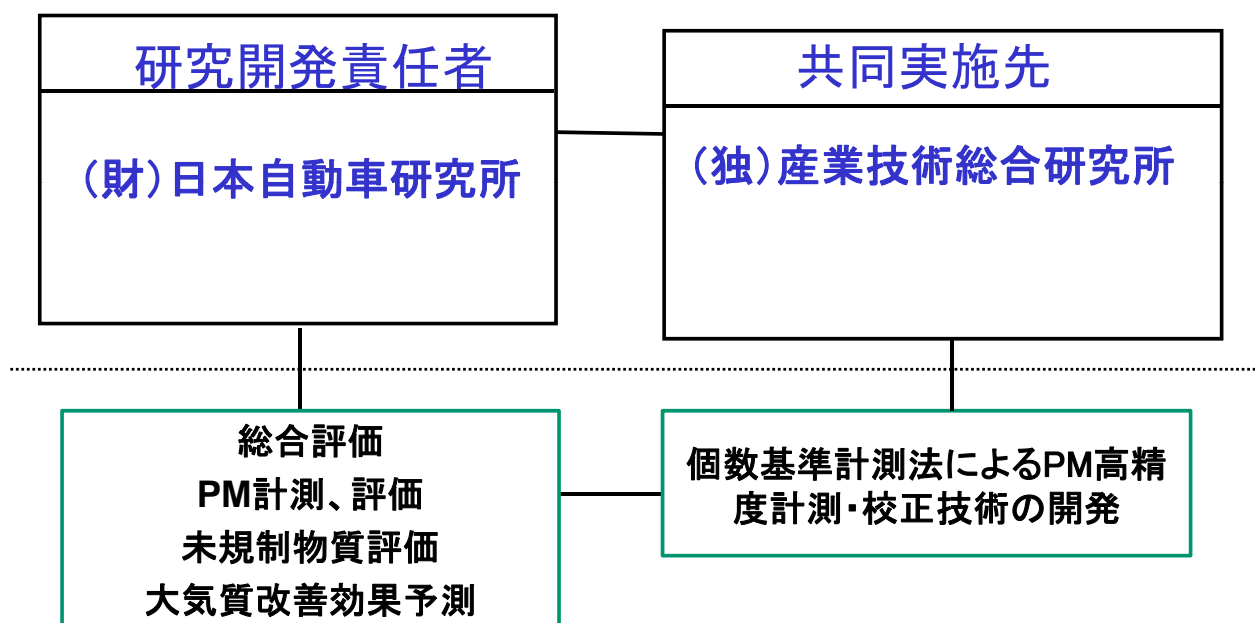 研究開発責任者
(財)日本自動車研究所
共同実施先
(独)産業技術総合研究所
総合評価
PM計測、評価
未規制物質評価
大気質改善効果予測
個数基準計測法によるPM高精
度計測・校正技術の開発